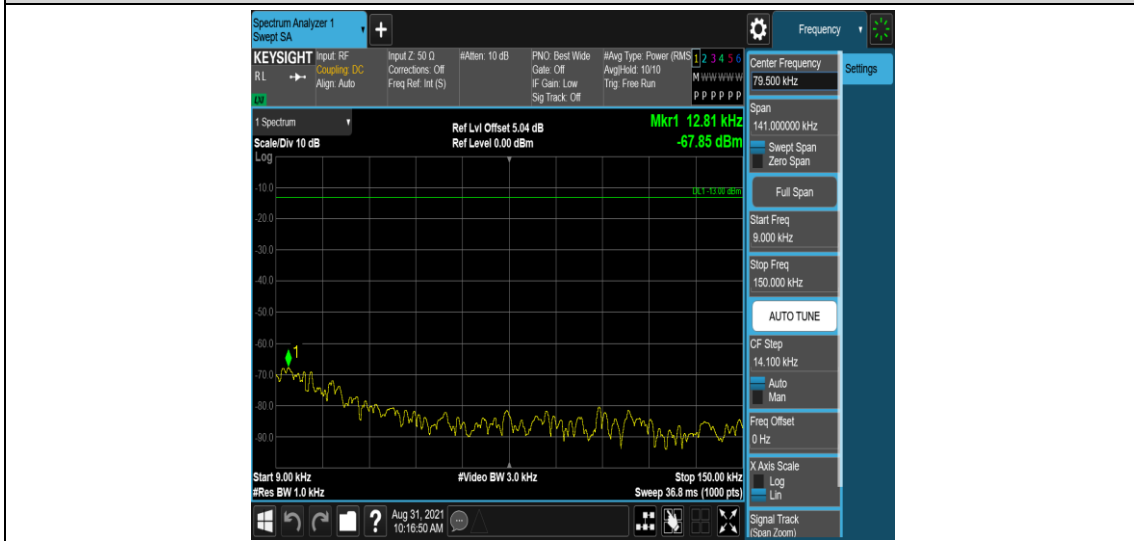 Spectrum Analyzer 1
Swept SA
Frequency
KEYSIGHT
RL
Input: RF
Coupling: DC
Align: Auto
Input Z: 50 Ω
Corrections: Off
Freq Ref: Int (S)
#Atten: 10 dB
PNO: Best Wide
Gate: Off
IF Gain: Low
Sig Track: Off
#Avg Type: Power (RMS
Avg|Hold: 10/10
Trig: Free Run
1 2 3 4 5 6
M W W W W W
P P P P P P
1 Spectrum
Scale/Div 10 dB
Log
Ref Lvl Offset 5.04 dB
Ref Level 0.00 dBm
Mkr1 12.81 kHz
-67.85 dBm
DL1 -13.00 dBm
-10.0
-20.0
-30.0
-40.0
-50.0
-60.0
-70.0
-80.0
-90.0
1
Start 9.00 kHz
#Res BW 1.0 kHz
#Video BW 3.0 kHz
Stop 150.00 kHz
Sweep 36.8 ms (1000 pts)
Aug 31, 2021
10:16:50 AM
Center Frequency
79.500 kHz
Settings
Span
141.000000 kHz
Swept Span
Zero Span
Full Span
Start Freq
9.000 kHz
Stop Freq
150.000 kHz
AUTO TUNE
CF Step
14.100 kHz
Auto
Man
Freq Offset
0 Hz
X Axis Scale
Log
Lin
Signal Track
(Span Zoom)